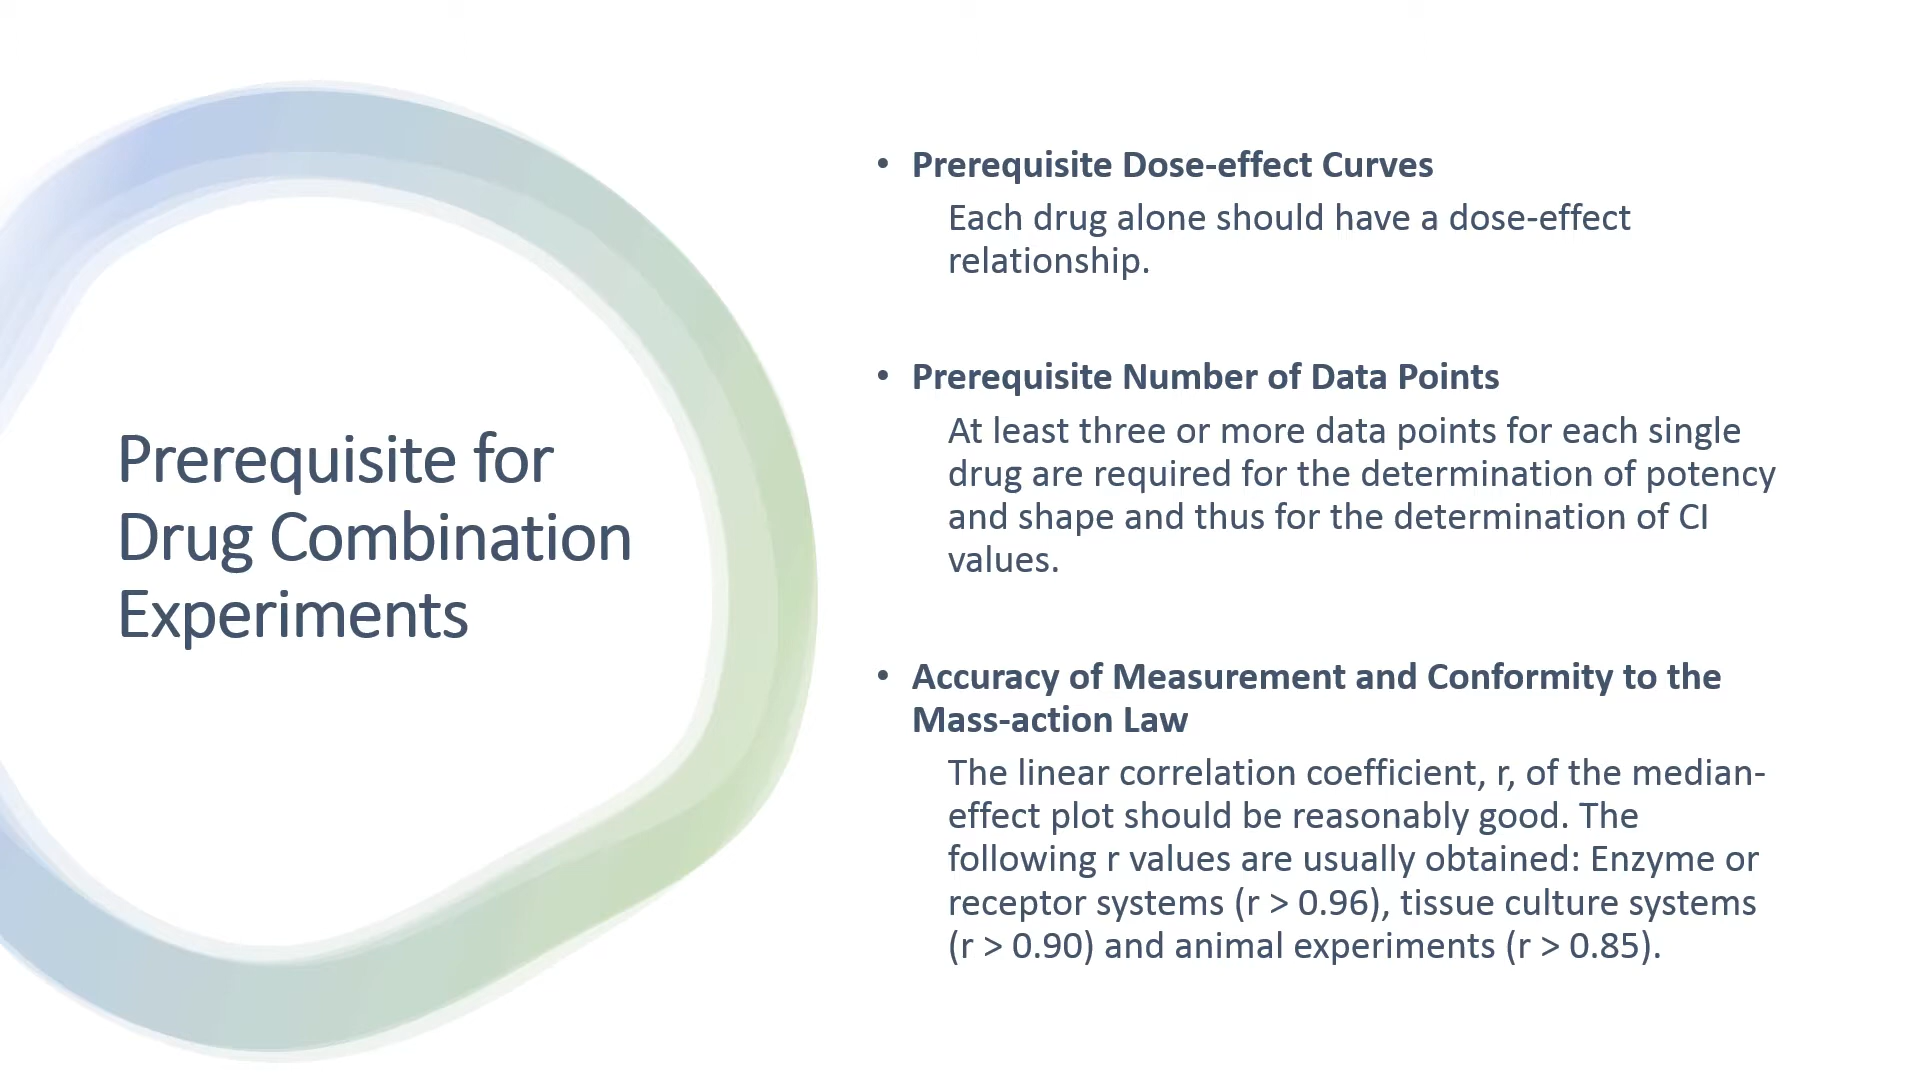 Prerequisite for
Drug Combination
Experiments
• Prerequisite Dose-effect Curves
Each drug alone should have a dose-effect
relationship.
• Prerequisite Number of Data Points
At least three or more data points for each single
drug are required for the determination of potency
and shape and thus for the determination of CI
values.
• Accuracy of Measurement and Conformity to the
Mass-action Law
The linear correlation coefficient, r, of the median-
effect plot should be reasonably good. The
following r values are usually obtained: Enzyme or
receptor systems (r > 0.96), tissue culture systems
(r > 0.90) and animal experiments (r > 0.85).